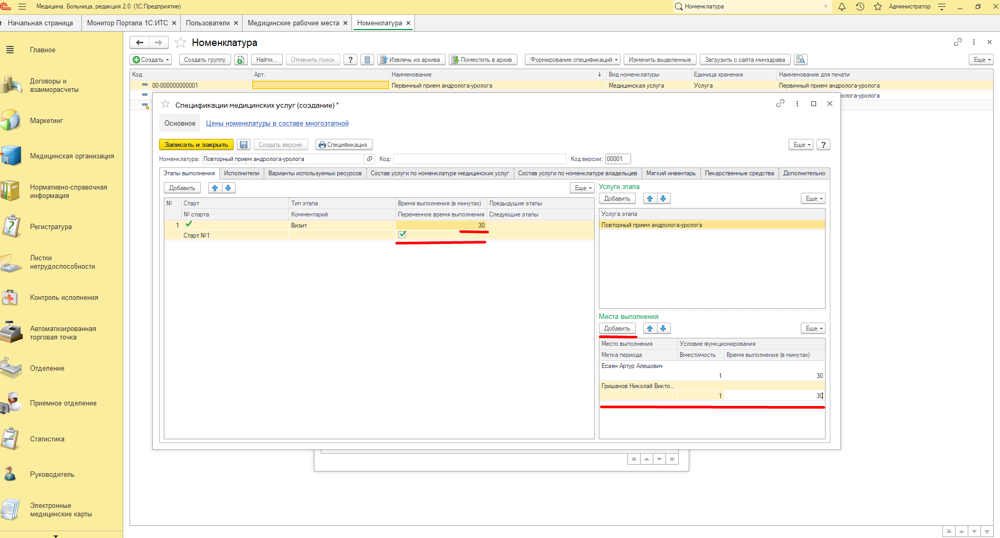 Медицина. Больница, редакция 2.0  (1С:Предприятие)
Номенклатура
Администратор
Начальная страница
Монитор Портала 1С:ИТС
Пользователи
Медицинские рабочие места
Номенклатура
Главное
Договоры и
взаиморасчеты
Маркетинг
Медицинская организация
Нормативно-справочная
информация
Регистратура
Листки
нетрудоспособности
Контроль исполнения
Автоматизированная
торговая точка
Отделение
Приемное отделение
Статистика
Руководитель
Электронные
медицинские карты
Номенклатура
Создать
Создать группу
Найти...
Отменить поиск
?
Извлечь из архива
Поместить в архив
Формирование спецификаций
Изменить выделенные
Загрузить с сайта минздрава
Еще
Код
Арт.
Наименование
Вид номенклатуры
Единица хранения
Наименование для печати
00-000000000001
Первичный прием андролога-уролога
Медицинская услуга
Услуга
Первичный прием андролога-уролога
олога-уролога
Спецификации медицинских услуг (создание) *
Основное
Цены номенклатуры в составе многоэтапной
Записать и закрыть
Создать версию
Спецификация
Еще
?
Номенклатура:
Повторный прием андролога-уролога
Код:
Код версии:
00001
Этапы выполнения
Исполнители
Варианты используемых ресурсов
Состав услуги по номенклатуре медицинских услуг
Состав услуги по номенклатуре владельцев
Мягкий инвентарь
Лекарственные средства
Дополнительно
Добавить
Еще
№
Старт
Тип этапа
Время выполнения (в минутах)
Предыдущие этапы
№ старта
Комментарий
Переменное время выполнения
Следующие этапы
1
Визит
30
Старт №1
Услуги этапа
Добавить
Еще
Услуга этапа
Повторный прием андролога-уролога
Места выполнения
Добавить
Еще
Место выполнения
Условие функционирования
Метка периода
Вместимость
Время выполнения (в минутах)
Есаян Артур Алешович
1
30
Гришанов Николай Викто...
1
30